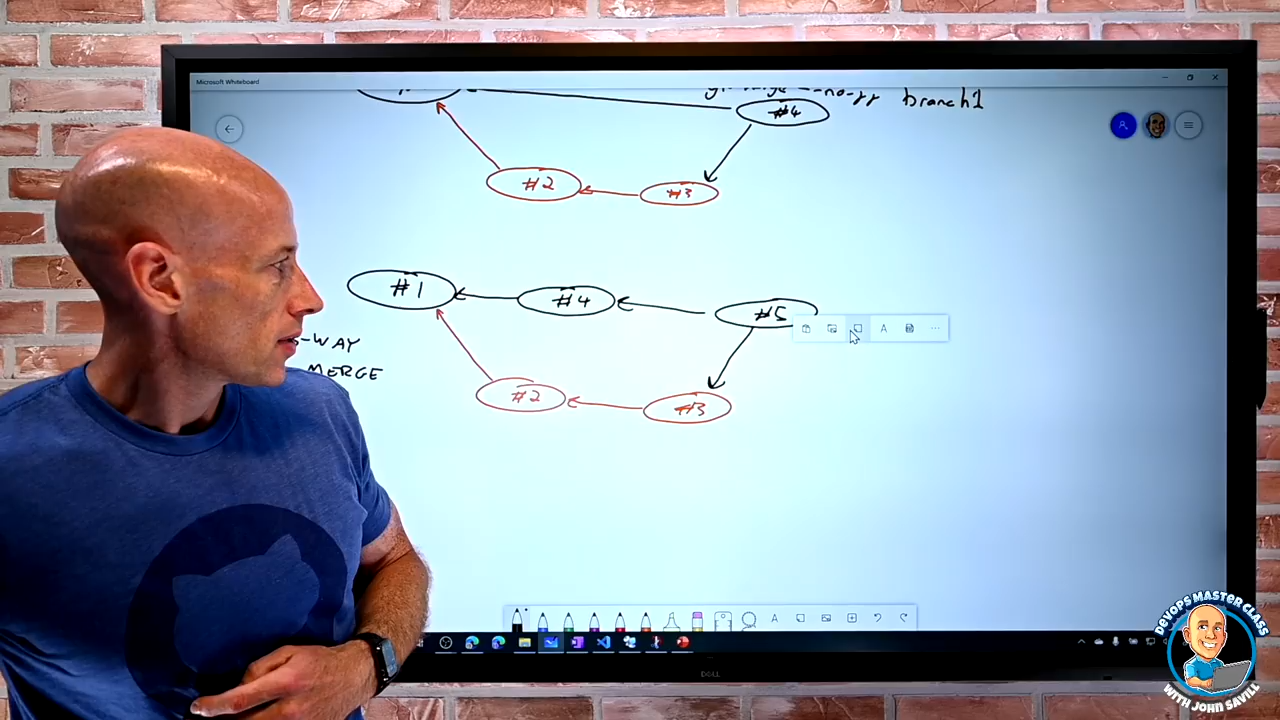 Microsoft Whiteboard
branch1
#4
#2
#3
#1
#4
#5
-WAY
MERGE
#2
#3
DELL
DEVOPS MASTER CLASS
WITH JOHN SAVILL